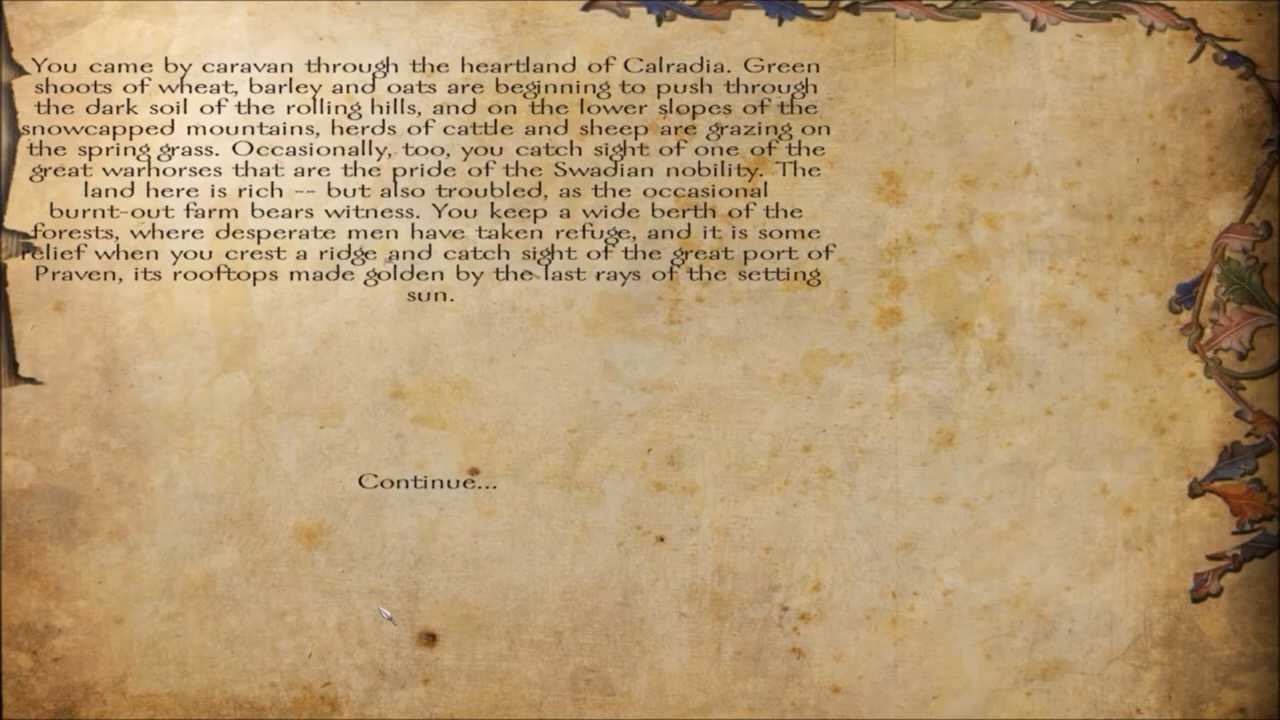 You came by caravan through the heartland of Calradia. Green
shoots of wheat, barley and oats are beginning to push through
the dark soil of the rolling hills, and on the lower slopes of the
snowcapped mountains, herds of cattle and sheep are grazing on
the spring grass. Occasionally, too, you catch sight of one of the
great warhorses that are the pride of the Swadian nobility. The
land here is rich -- but also troubled, as the occasional
burnt-out farm bears witness. You keep a wide berth of the
forests, where desperate men have taken refuge, and it is some
relief when you crest a ridge and catch sight of the great port of
Praven, its rooftops made golden by the last rays of the setting
sun.
Continue...